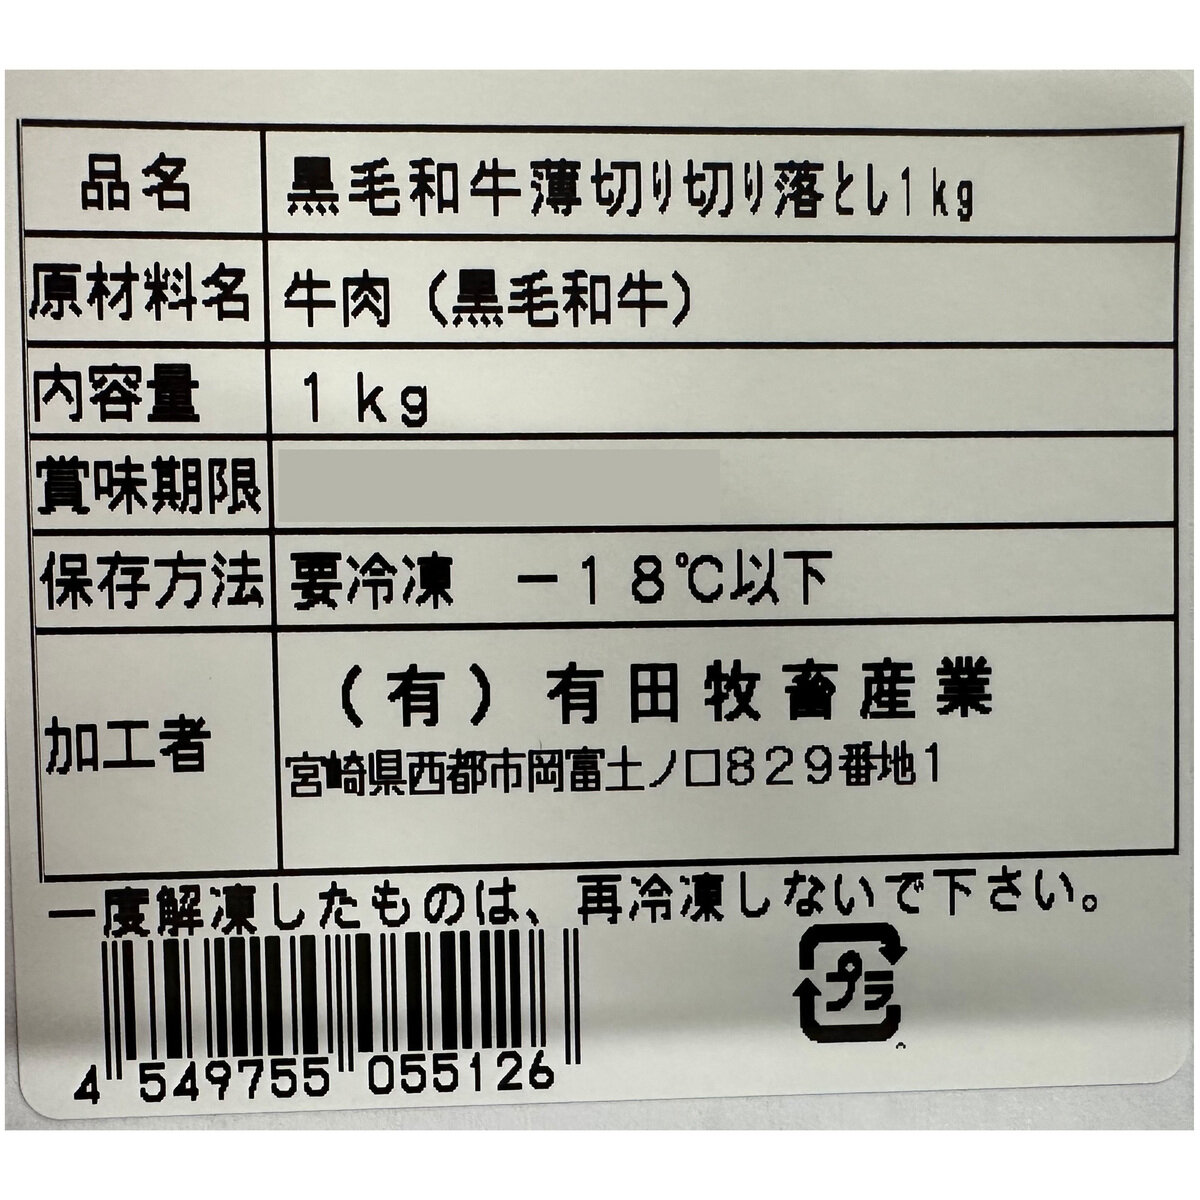 品名 黒毛和牛薄切り切り落とし1kg
原材料名 牛肉（黒毛和牛）
内容量 1kg
賞味期限
保存方法 要冷凍　－18℃以下
加工者 （有）有田牧畜産業
宮崎県西都市岡富士ノ口829番地1
一度解凍したものは、再冷凍しないで下さい。
プラ
4 549755 055126